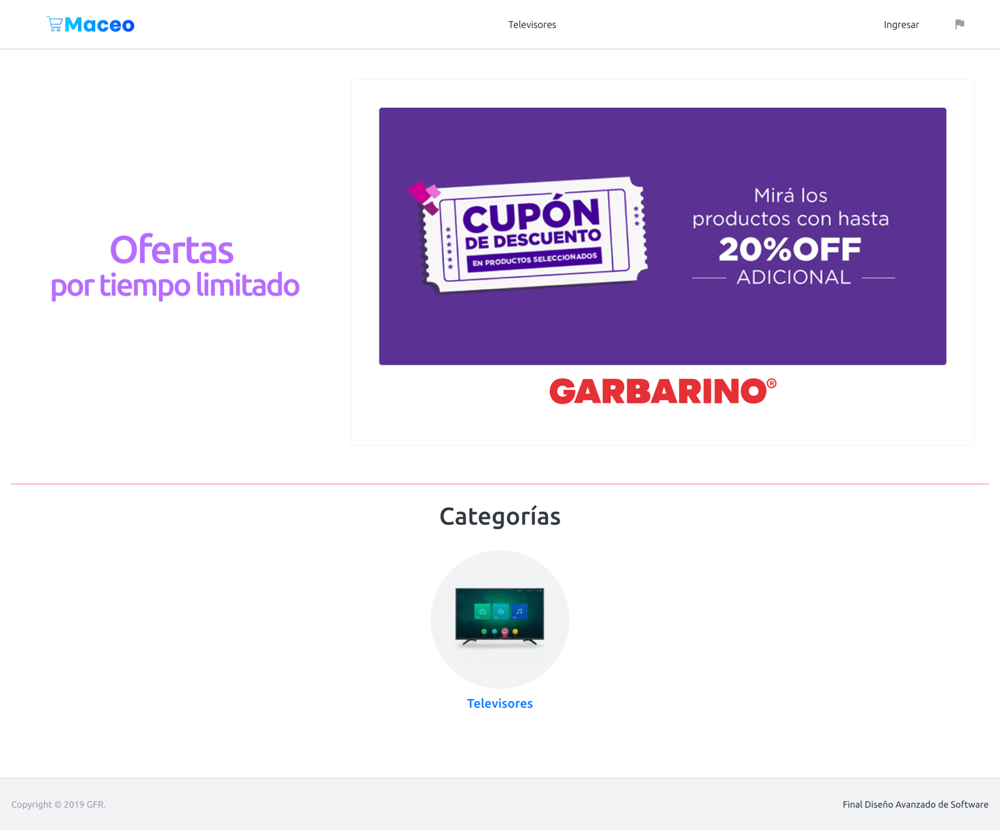 Maceo
Televisores
Ingresar
Ofertas
por tiempo limitado
CUPÓN
DE DESCUENTO
EN PRODUCTOS SELECCIONADOS
Mirá los
productos con hasta
20%OFF
ADICIONAL
GARBARINO®
Categorías
Televisores
Copyright © 2019 GFR.
Final Diseño Avanzado de Software